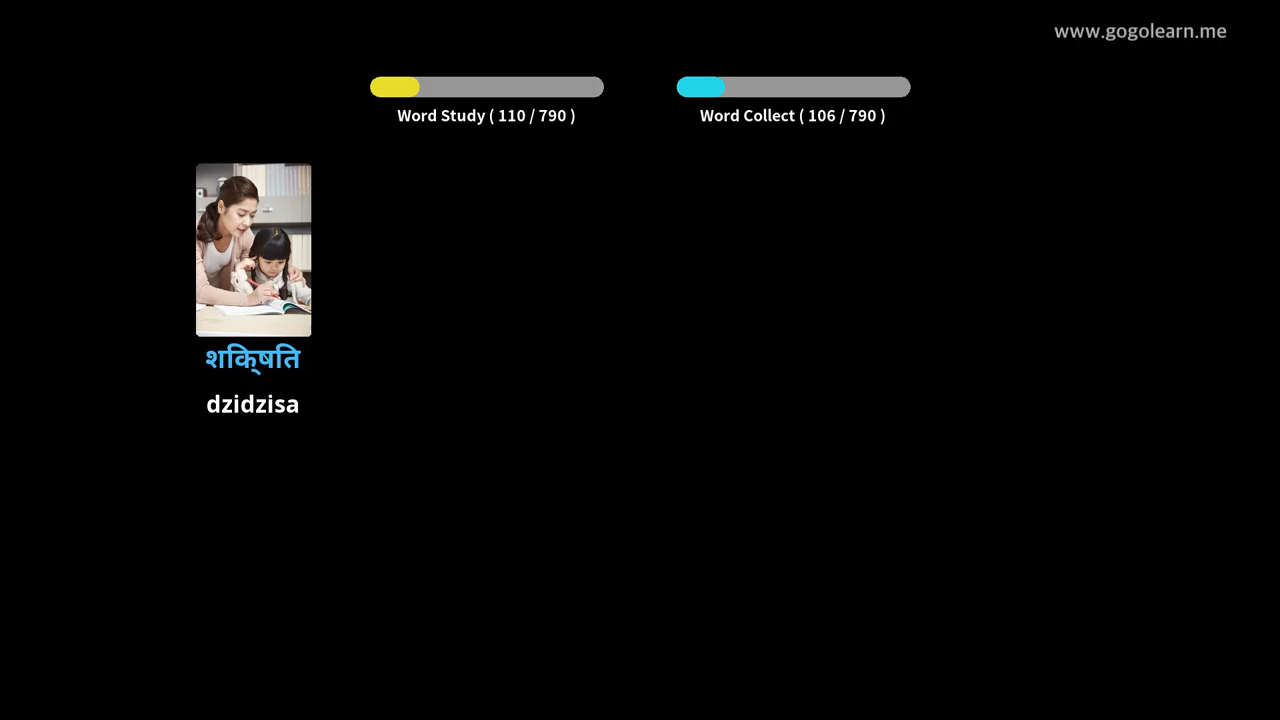 www.gogolearn.me
Word Study ( 110 / 790 )
Word Collect ( 106 / 790 )
शकि्षति
dzidzisa